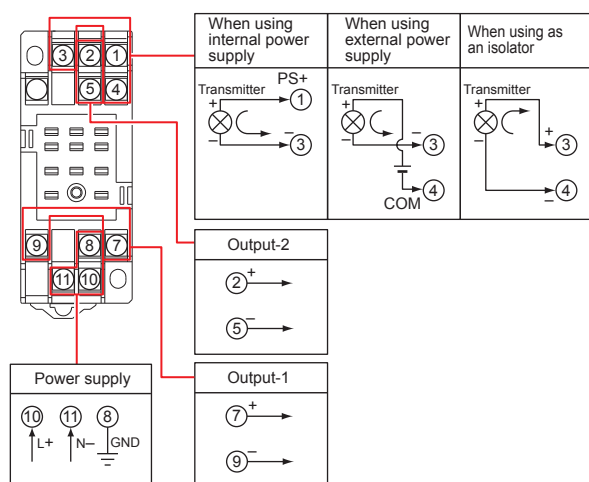 When using internal power supply
When using external power supply
When using as an isolator
3 2 1
5 4
Transmitter
+
−
PS+
1
−
3
Transmitter
+
−
−
3
4
COM
Transmitter
+
−
+
3
4
−
9 8 7
11 10
Output-2
2 +
5 −
Power supply
10 11 8
L+ N− GND
Output-1
7 +
9 −